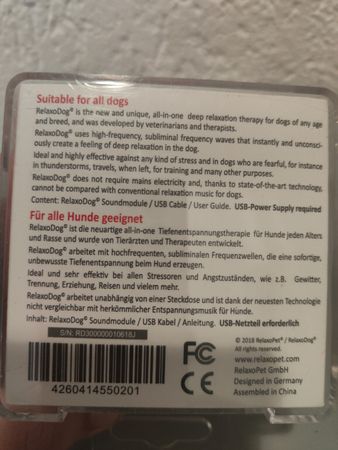 Suitable for all dogs
RelaxoDog® is the new and unique, all-in-one deep relaxation therapy for dogs of any age
and breed, and was developed by veterinarians and therapists.
RelaxoDog® uses high-frequency, subliminal frequency waves that instantly and unconsci-
ously create a feeling of deep relaxation in the dog.
Ideal and highly effective against any kind of stress and in dogs who are fearful, for instance
in thunderstorms, travels, when left, for training and many other purposes.
RelaxoDog® does not require mains electricity and, thanks to state-of-the-art technology,
cannot be compared with conventional relaxation music for dogs.
Content: RelaxoDog® Soundmodule / USB Cable / User Guide. USB-Power Supply required
Für alle Hunde geeignet
RelaxoDog® ist die neuartige all-in-one Tiefenentspannungstherapie für Hunde jeden Alters
und Rasse und wurde von Tierärzten und Therapeuten entwickelt.
RelaxoDog® arbeitet mit hochfrequenten, subliminalen Frequenzwellen, die eine sofortige,
unbewusste Tiefenentspannung beim Hund erzeugen.
Ideal und sehr effektiv bei allen Stressoren und Angstzuständen, wie z.B. Gewitter,
Trennung, Erziehung, Reisen und vielem mehr.
RelaxoDog® arbeitet unabhängig von einer Steckdose und ist dank der neuesten Technologie
nicht vergleichbar mit herkömmlicher Entspannungsmusik für Hunde.
Inhalt: RelaxoDog® Soundmodule / USB Kabel / Anleitung. USB-Netzteil erforderlich
S/N: RD300000010618J
4260414550201
FC
CE
© 2018 RelaxoPet® / RelaxoDog®
All rights reserved.
www.relaxopet.com
RelaxoPet GmbH
Designed in Germany
Assembled in China